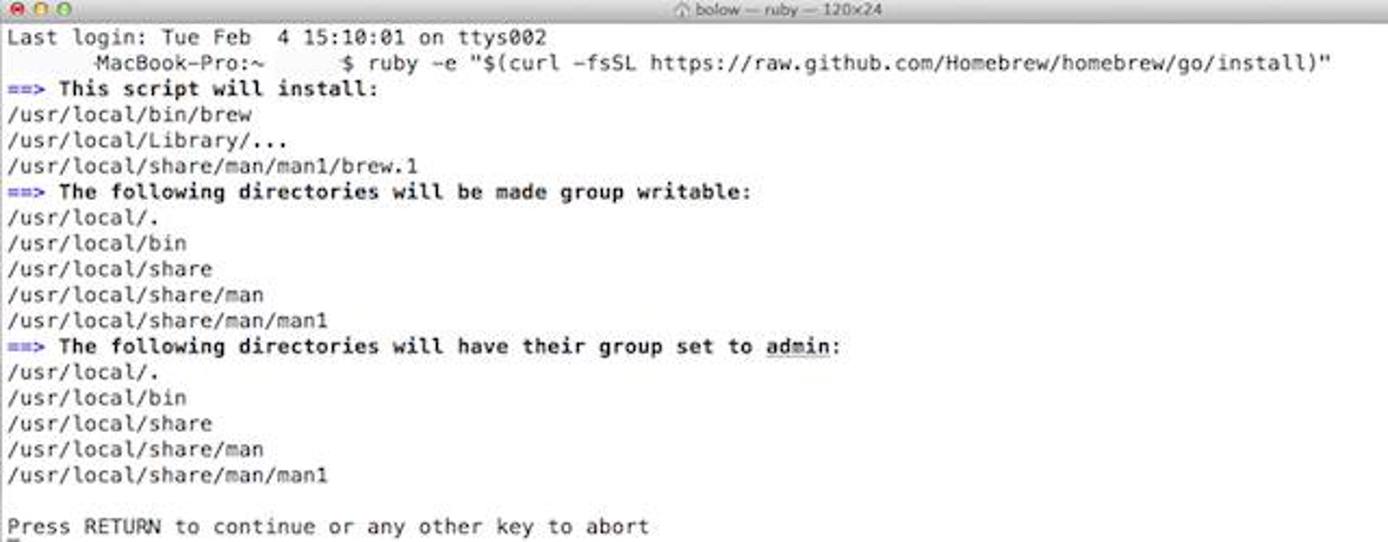 bolow — ruby — 120×24
Last login: Tue Feb  4 15:10:01 on ttys002
MacBook-Pro:~ $ ruby -e "$(curl -fsSL https://raw.github.com/Homebrew/homebrew/go/install)"
==> This script will install:
/usr/local/bin/brew
/usr/local/Library/...
/usr/local/share/man/man1/brew.1
==> The following directories will be made group writable:
/usr/local/.
/usr/local/bin
/usr/local/share
/usr/local/share/man
/usr/local/share/man/man1
==> The following directories will have their group set to admin:
/usr/local/.
/usr/local/bin
/usr/local/share
/usr/local/share/man
/usr/local/share/man/man1
Press RETURN to continue or any other key to abort